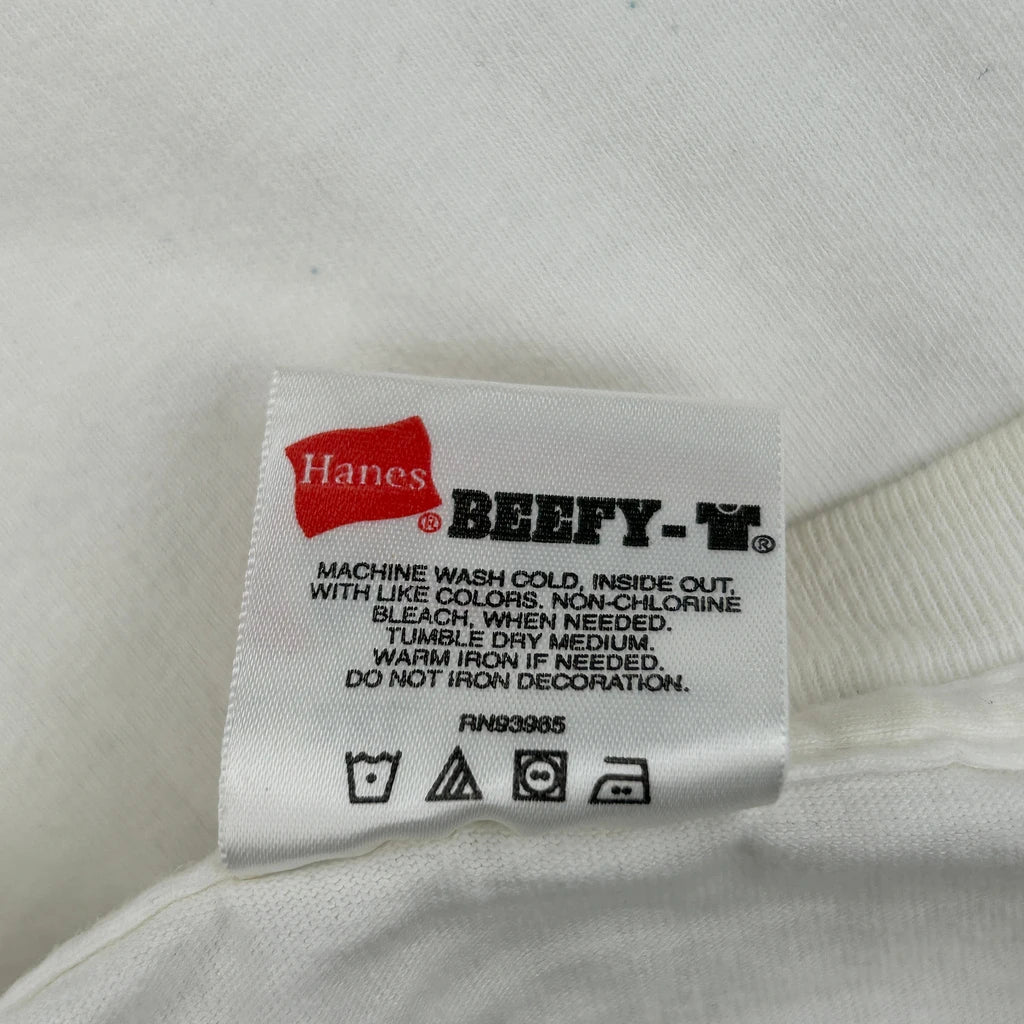 Hanes®
BEEFY-®
MACHINE WASH COLD, INSIDE OUT,
WITH LIKE COLORS. NON-CHLORINE
BLEACH, WHEN NEEDED.
TUMBLE DRY MEDIUM.
WARM IRON IF NEEDED.
DO NOT IRON DECORATION.
RN93965